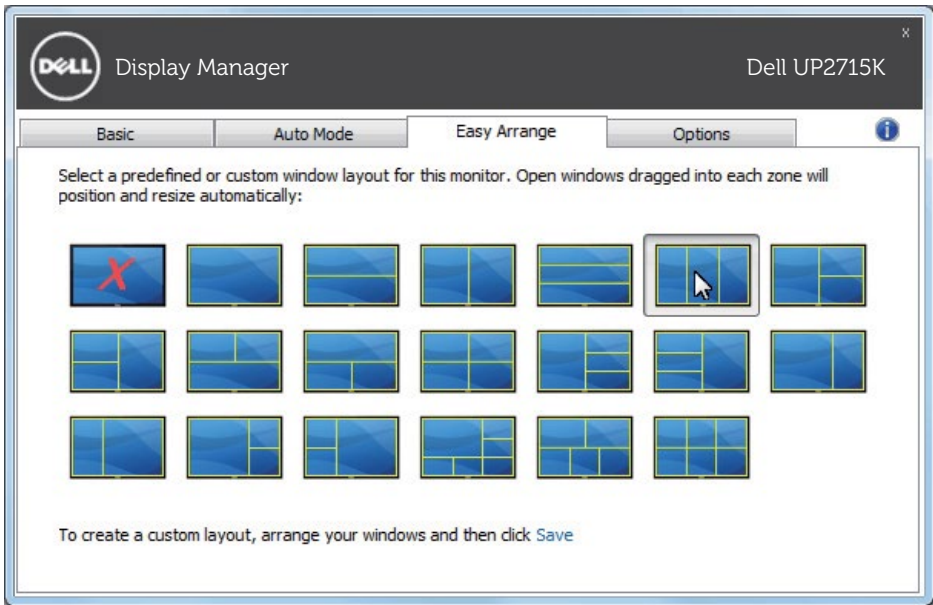 x
DELL
Display Manager
Dell UP2715K
Basic
Auto Mode
Easy Arrange
Options
i
Select a predefined or custom window layout for this monitor. Open windows dragged into each zone will
position and resize automatically:
X
To create a custom layout, arrange your windows and then click Save